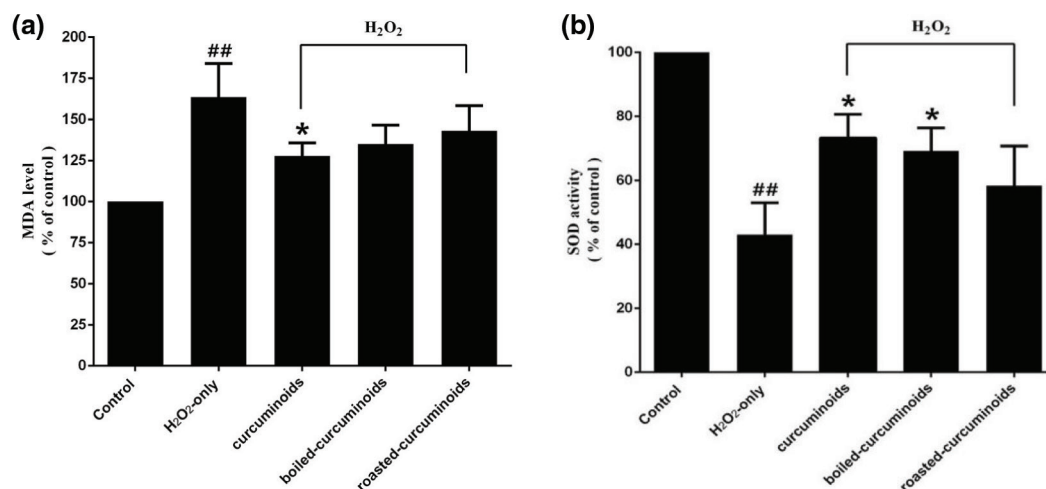 (a)
H₂O₂
MDA level
( % of control )
200
175
150
125
100
75
50
25
0
##
*
Control
H₂O₂-only
curcuminoids
boiled-curcuminoids
roasted-curcuminoids
(b)
H₂O₂
SOD activity
( % of control )
100
80
60
40
20
0
##
*
*
Control
H₂O₂-only
curcuminoids
boiled-curcuminoids
roasted-curcuminoids